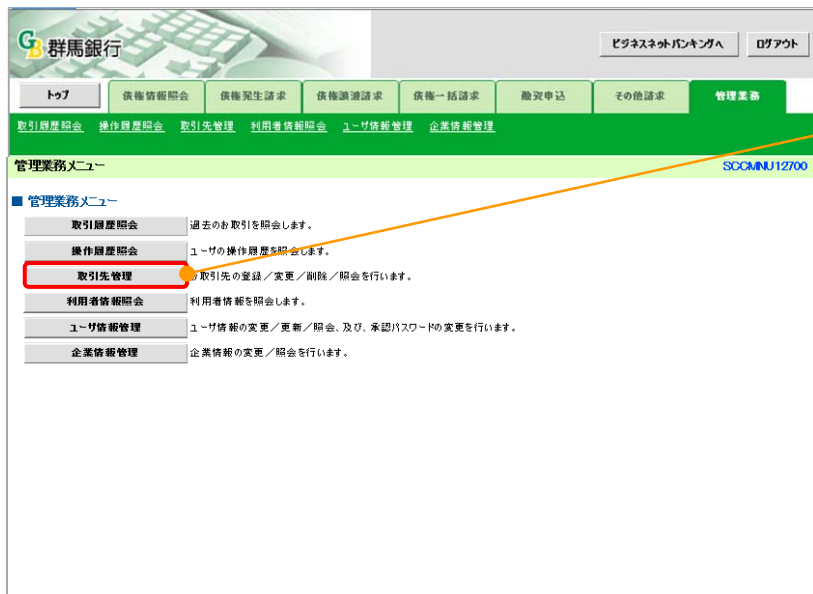 GB 群馬銀行
ビジネスネットバンキングへ ログアウト
トップ 債権情報照会 債権発生請求 債権譲渡請求 債権一括請求 融資申込 その他請求 管理業務
取引履歴照会 操作履歴照会 取引先管理 利用者情報照会 ユーザ情報管理 企業情報管理
管理業務メニュー SCCMNU12700
■ 管理業務メニュー
取引履歴照会 過去のお取引を照会します。
操作履歴照会 ユーザの操作履歴を照会します。
取引先管理 お取引先の登録／変更／削除／照会を行います。
利用者情報照会 利用者情報を照会します。
ユーザ情報管理 ユーザ情報の変更／更新／照会、及び、承認パスワードの変更を行います。
企業情報管理 企業情報の変更／照会を行います。